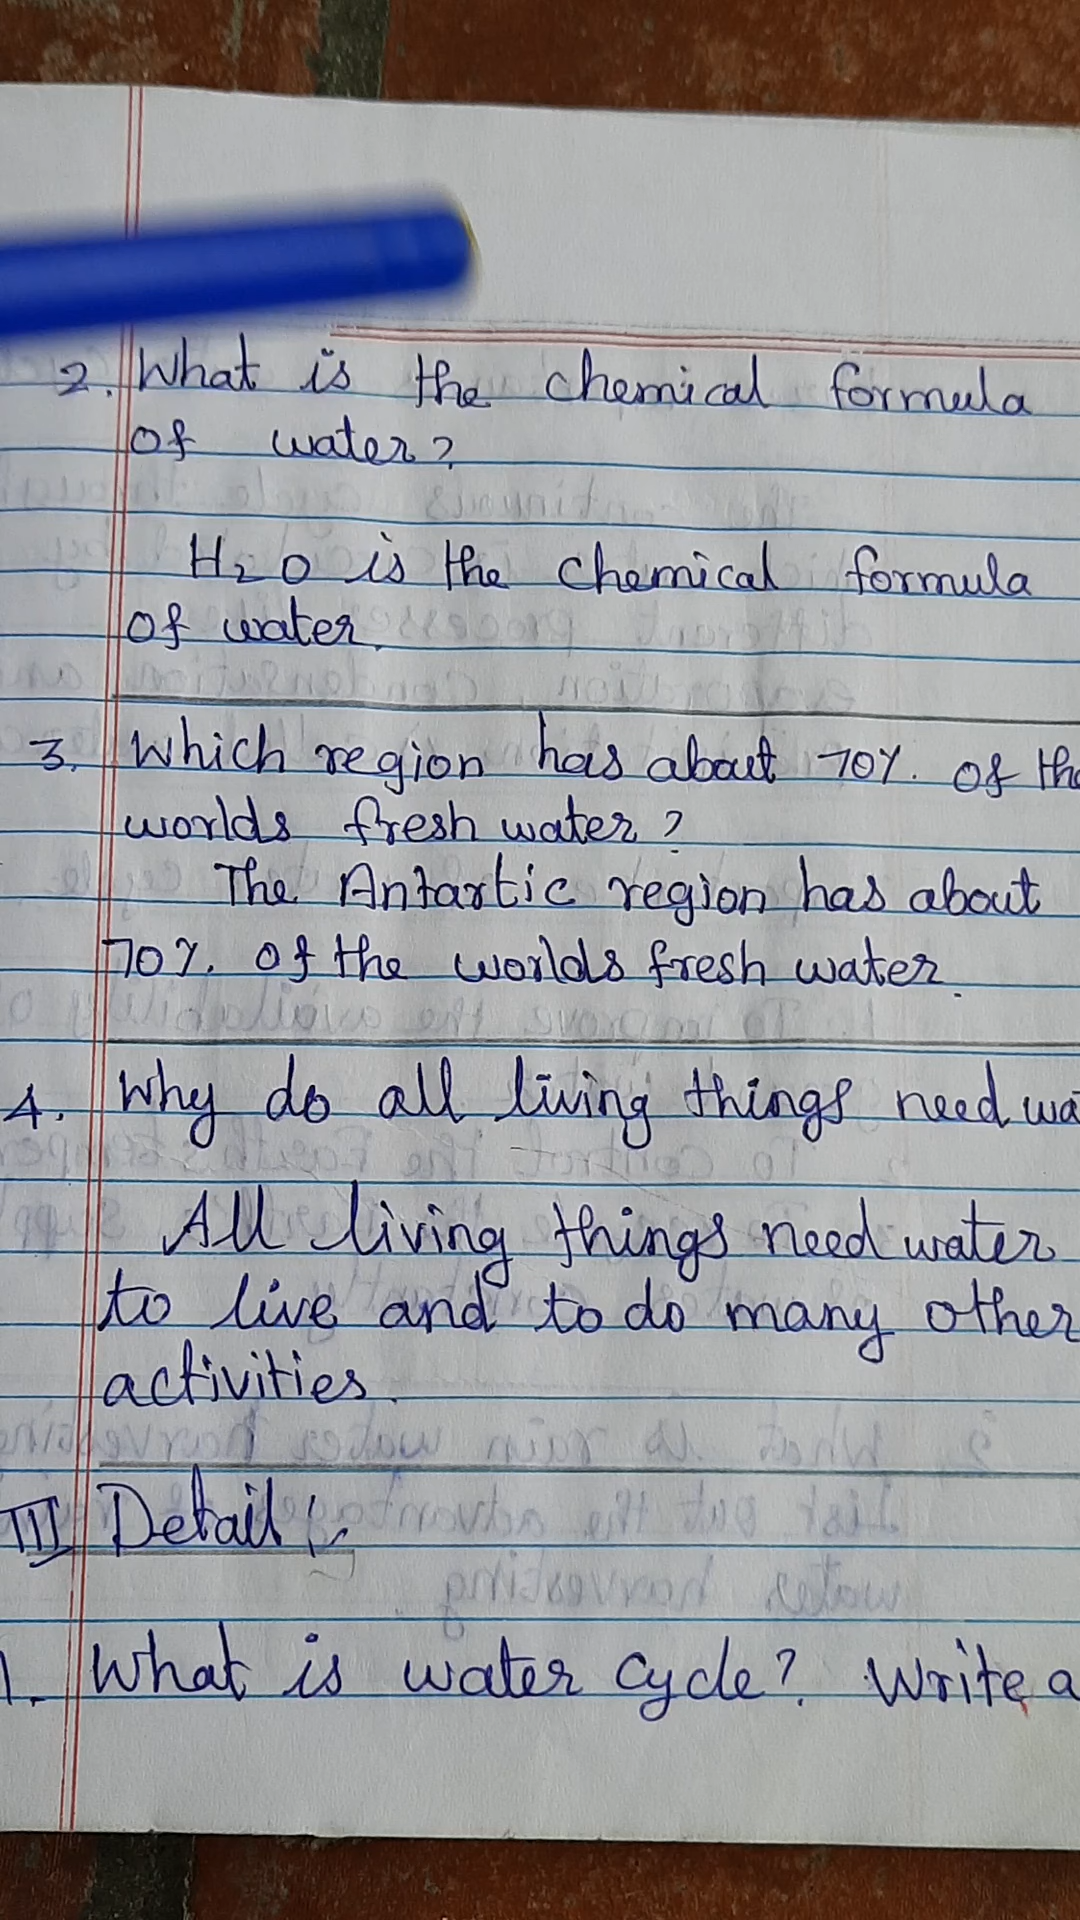 2. What is the chemical formula
of water?
H2O is the chemical formula
of water.
3. Which region has about 70%. of the
worlds fresh water?
The Antartic region has about
70%. of the worlds fresh water.
4. Why do all living things need wa
All living things need water
to live and to do many other
activities.
III Detail :-
1. What is water cycle? Write a